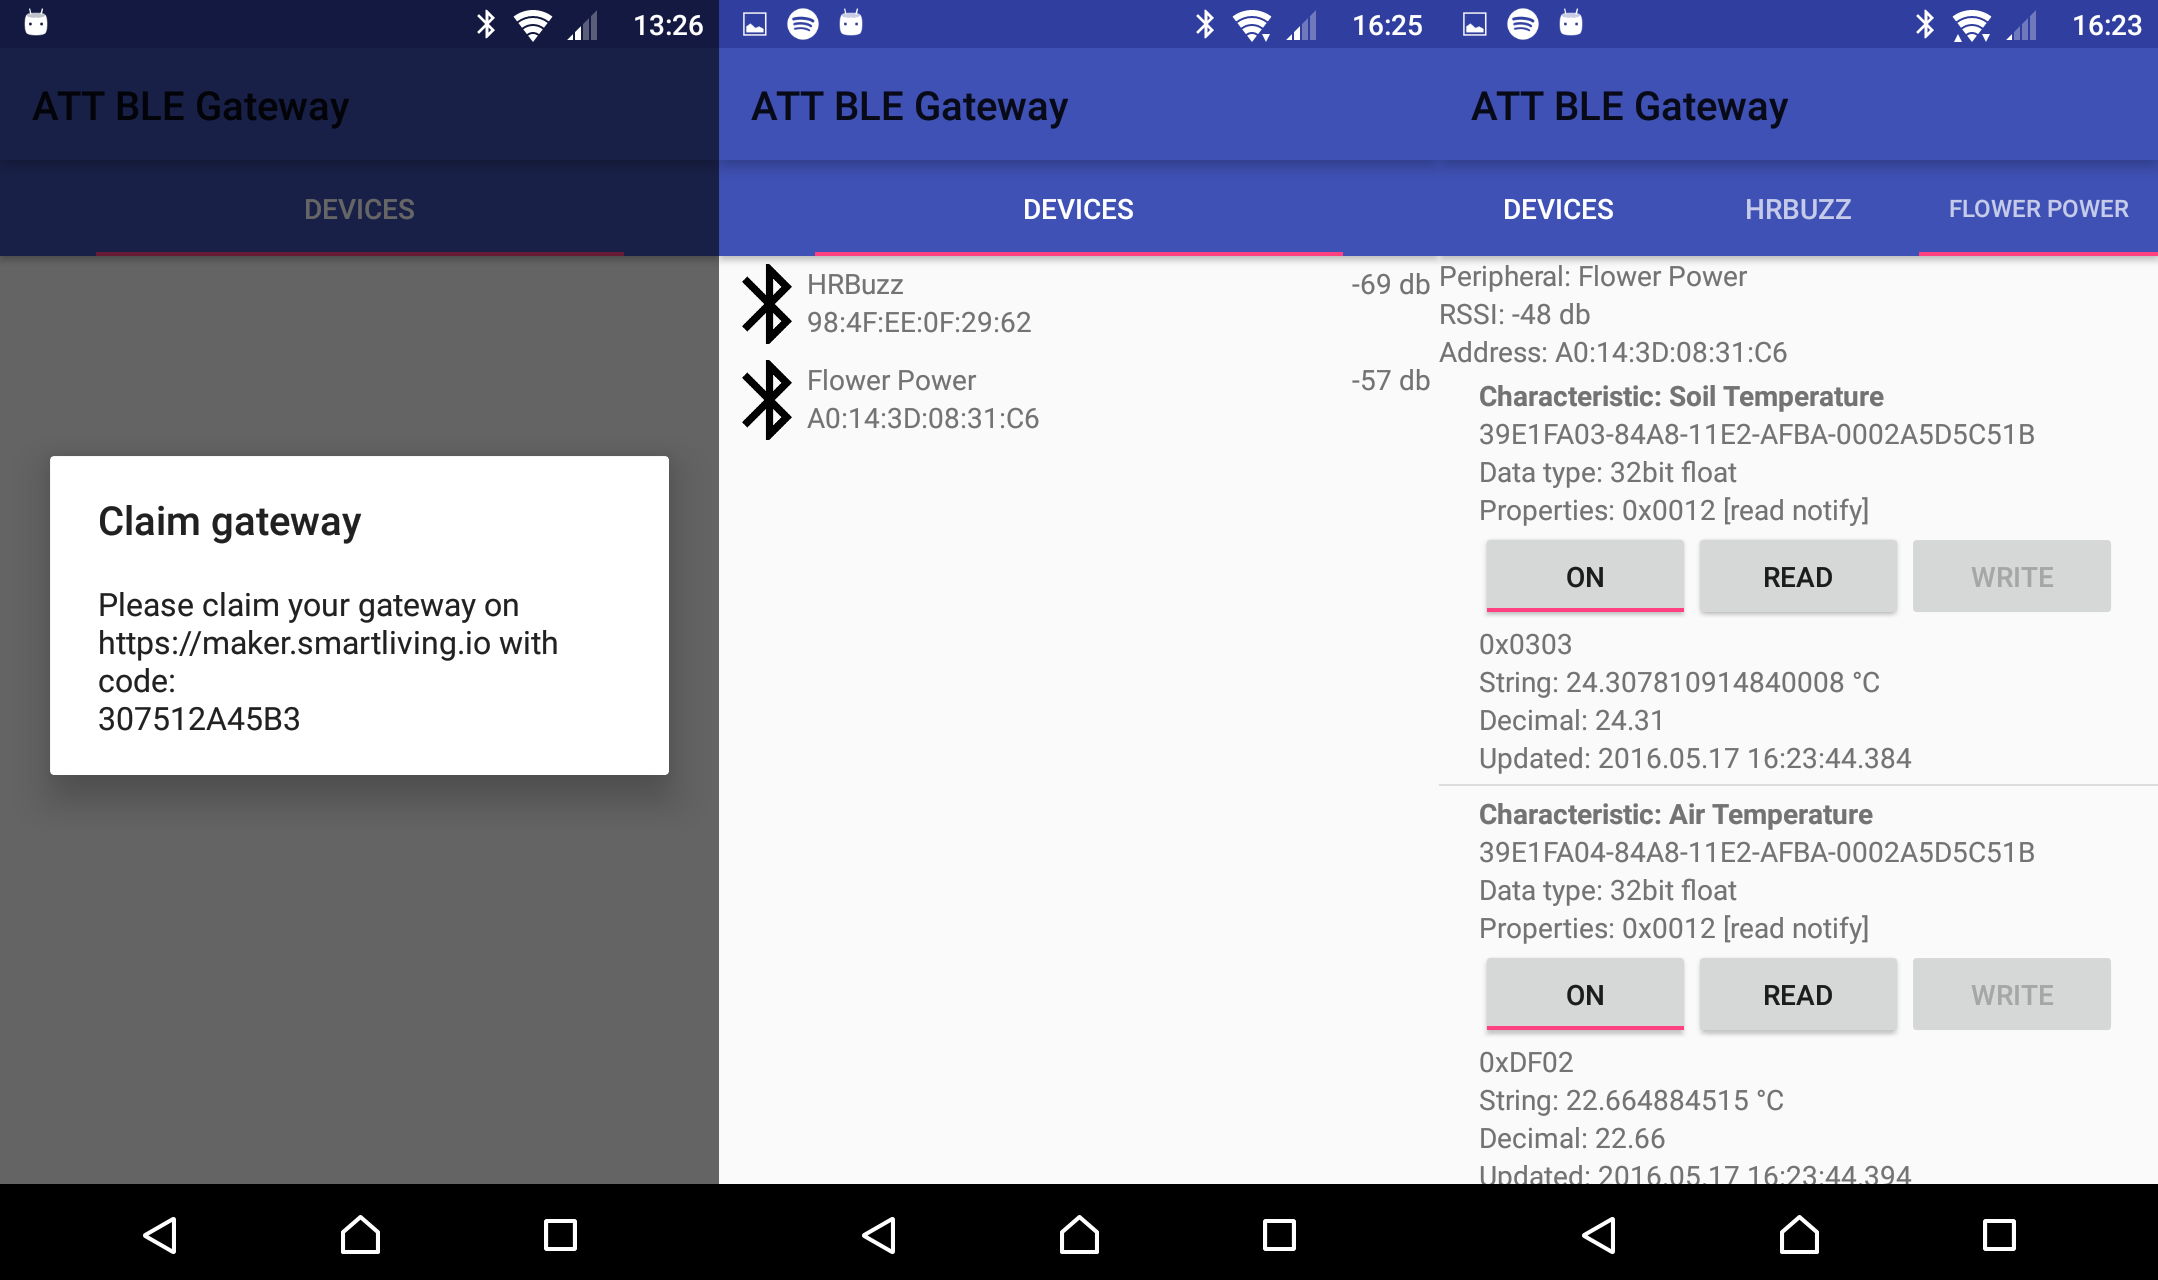 13:26
ATT BLE Gateway
DEVICES
Claim gateway
Please claim your gateway on
https://maker.smartliving.io with
code:
307512A45B3
16:25
ATT BLE Gateway
DEVICES
HRBuzz
-69 db
98:4F:EE:0F:29:62
Flower Power
-57 db
A0:14:3D:08:31:C6
16:23
ATT BLE Gateway
DEVICES HRBUZZ FLOWER POWER
Peripheral: Flower Power
RSSI: -48 db
Address: A0:14:3D:08:31:C6
Characteristic: Soil Temperature
39E1FA03-84A8-11E2-AFBA-0002A5D5C51B
Data type: 32bit float
Properties: 0x0012 [read notify]
ON READ WRITE
0x0303
String: 24.307810914840008 °C
Decimal: 24.31
Updated: 2016.05.17 16:23:44.384
Characteristic: Air Temperature
39E1FA04-84A8-11E2-AFBA-0002A5D5C51B
Data type: 32bit float
Properties: 0x0012 [read notify]
ON READ WRITE
0xDF02
String: 22.664884515 °C
Decimal: 22.66
Updated: 2016.05.17 16:23:44.394